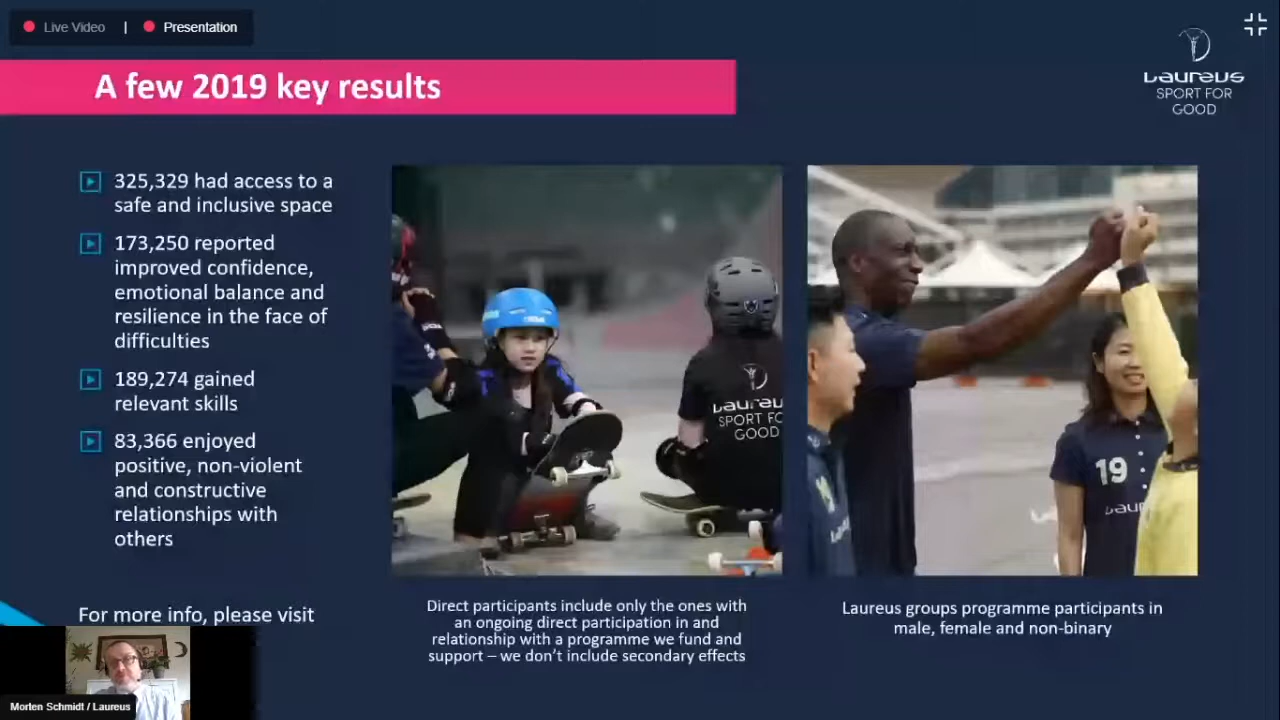 Live Video | Presentation
A few 2019 key results
Laureus
SPORT FOR
GOOD
325,329 had access to a
safe and inclusive space
173,250 reported
improved confidence,
emotional balance and
resilience in the face of
difficulties
189,274 gained
relevant skills
83,366 enjoyed
positive, non-violent
and constructive
relationships with
others
For more info, please visit
Laureus
SPORT FO
GOOD
19
Laur
Direct participants include only the ones with
an ongoing direct participation in and
relationship with a programme we fund and
support – we don't include secondary effects
Laureus groups programme participants in
male, female and non-binary
Morten Schmidt / Laureus